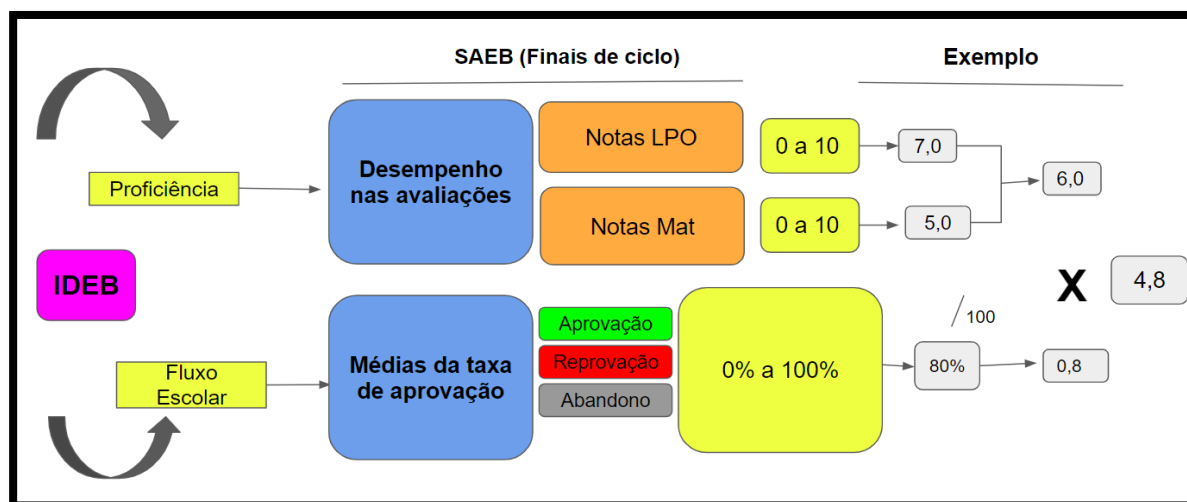 SAEB (Finais de ciclo)
Exemplo
Proficiência
Desempenho
nas avaliações
Notas LPO
0 a 10
7,0
6,0
Notas Mat
0 a 10
5,0
IDEB
X
4,8
Fluxo
Escolar
Médias da taxa
de aprovação
Aprovação
Reprovação
Abandono
0% a 100%
/100
80%
0,8